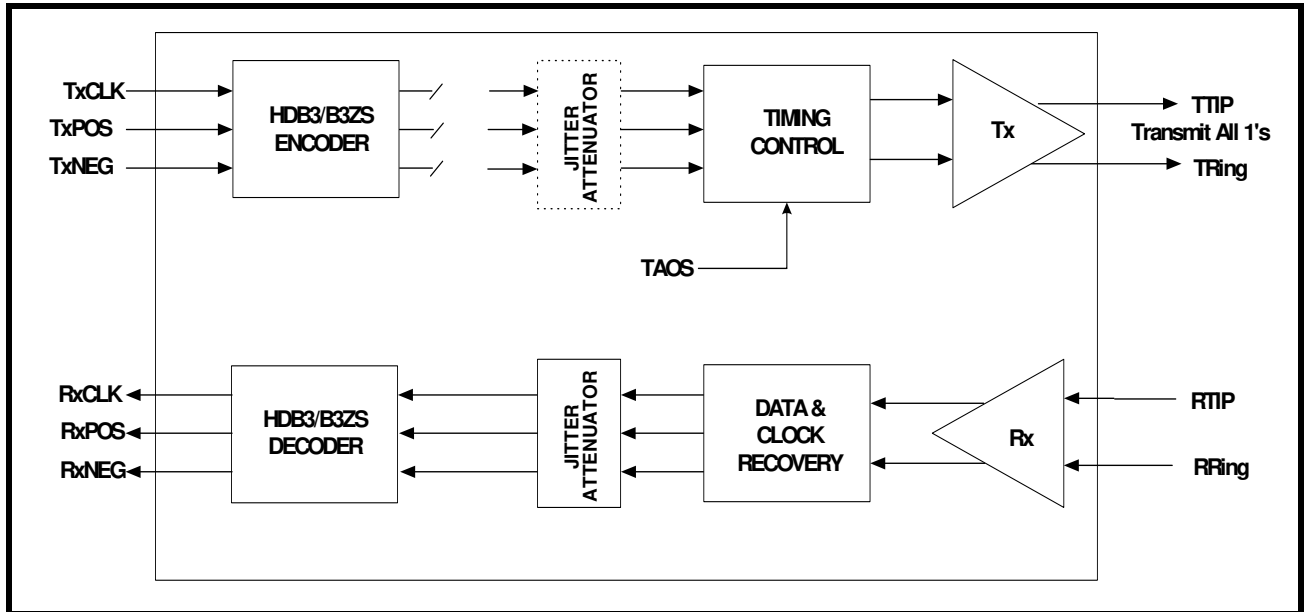 TxCLK
TxPOS
TxNEG
HDB3/B3ZS
ENCODER
JITTER
ATTENUATOR
TIMING
CONTROL
Tx
TTIP
Transmit All 1's
TRing
TAOS
RxCLK
RxPOS
RxNEG
HDB3/B3ZS
DECODER
JITTER
ATTENUATOR
DATA &
CLOCK
RECOVERY
Rx
RTIP
RRing